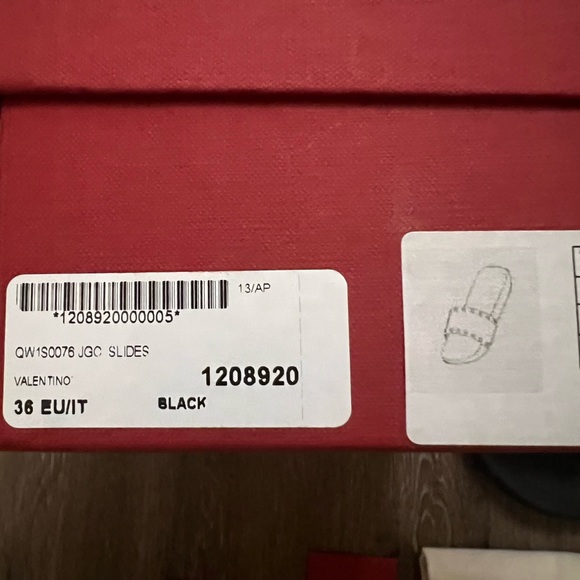 13/AP
*1208920000005*
QW1S0076 JGC SLIDES
VALENTINO 1208920
36 EU/IT BLACK